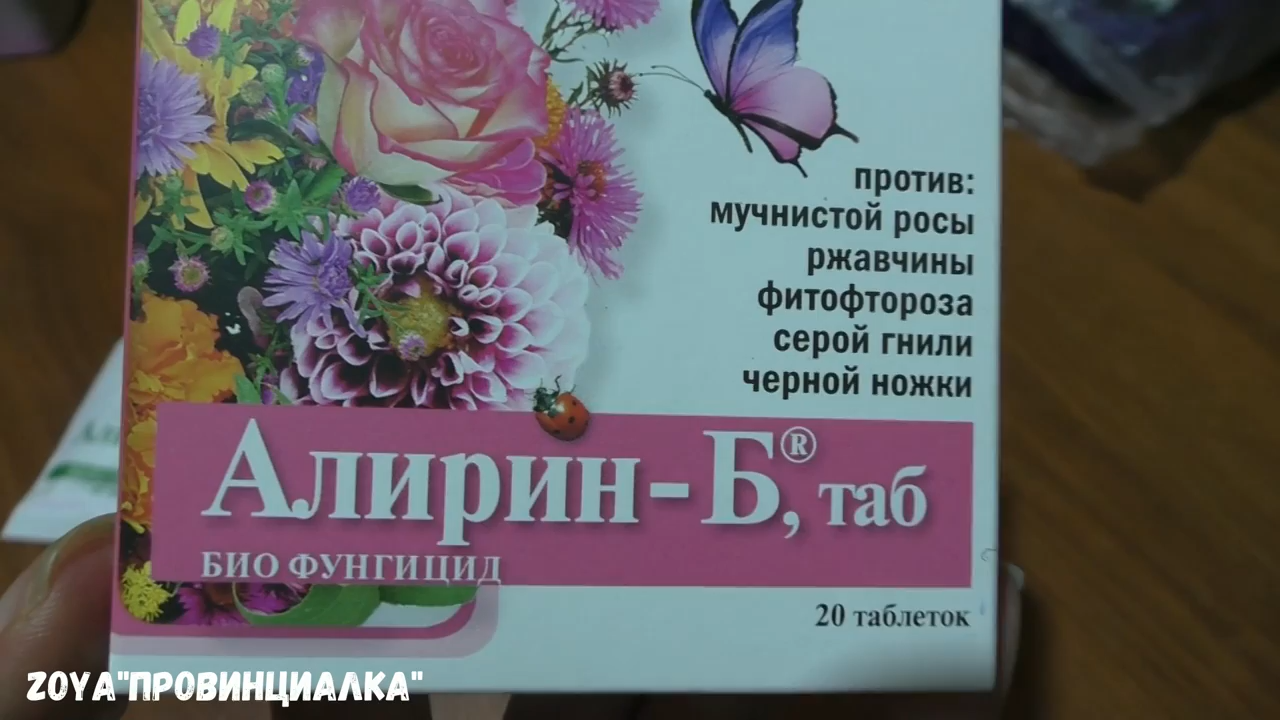 против:
мучнистой росы
ржавчины
фитофтороза
серой гнили
черной ножки
Алирин-Б®, таб
БИО ФУНГИЦИД
20 таблеток
ZOYA"ПРОВИНЦИАЛКА"